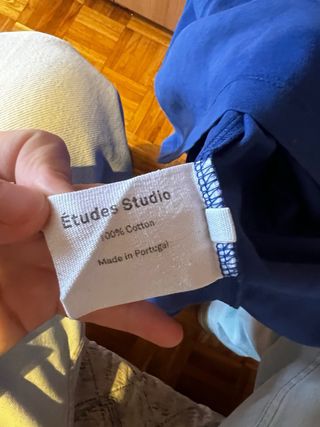 Études Studio
100% Cotton
Made in Portugal